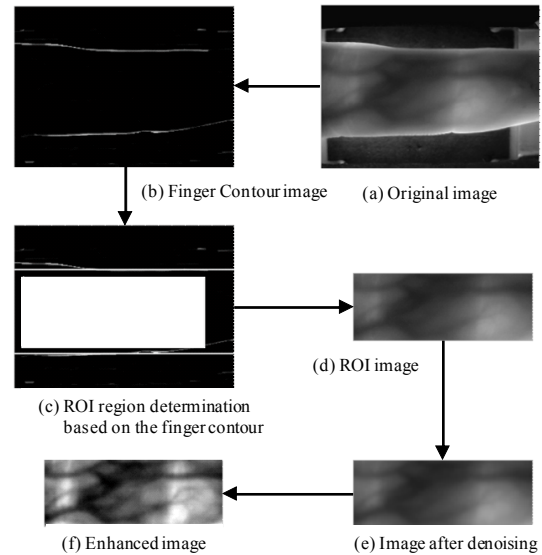 (b) Finger Contour image
(a) Original image
(c) ROI region determination
based on the finger contour
(d) ROI image
(f) Enhanced image
(e) Image after denoising